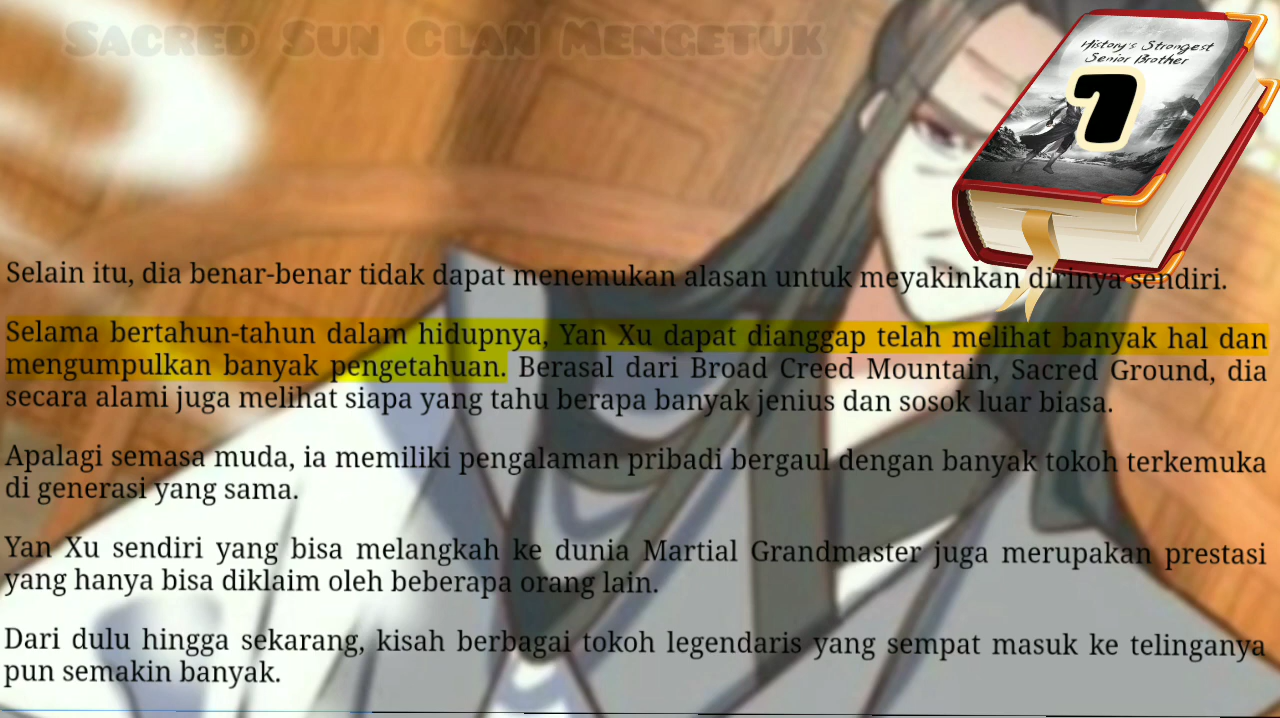 Sacred Sun Clan Mengetuk
History's Strongest
Senior Brother
7
Selain itu, dia benar-benar tidak dapat menemukan alasan untuk meyakinkan dirinya sendiri.
Selama bertahun-tahun dalam hidupnya, Yan Xu dapat dianggap telah melihat banyak hal dan
mengumpulkan banyak pengetahuan. Berasal dari Broad Creed Mountain, Sacred Ground, dia
secara alami juga melihat siapa yang tahu berapa banyak jenius dan sosok luar biasa.
Apalagi semasa muda, ia memiliki pengalaman pribadi bergaul dengan banyak tokoh terkemuka
di generasi yang sama.
Yan Xu sendiri yang bisa melangkah ke dunia Martial Grandmaster juga merupakan prestasi
yang hanya bisa diklaim oleh beberapa orang lain.
Dari dulu hingga sekarang, kisah berbagai tokoh legendaris yang sempat masuk ke telinganya
pun semakin banyak.